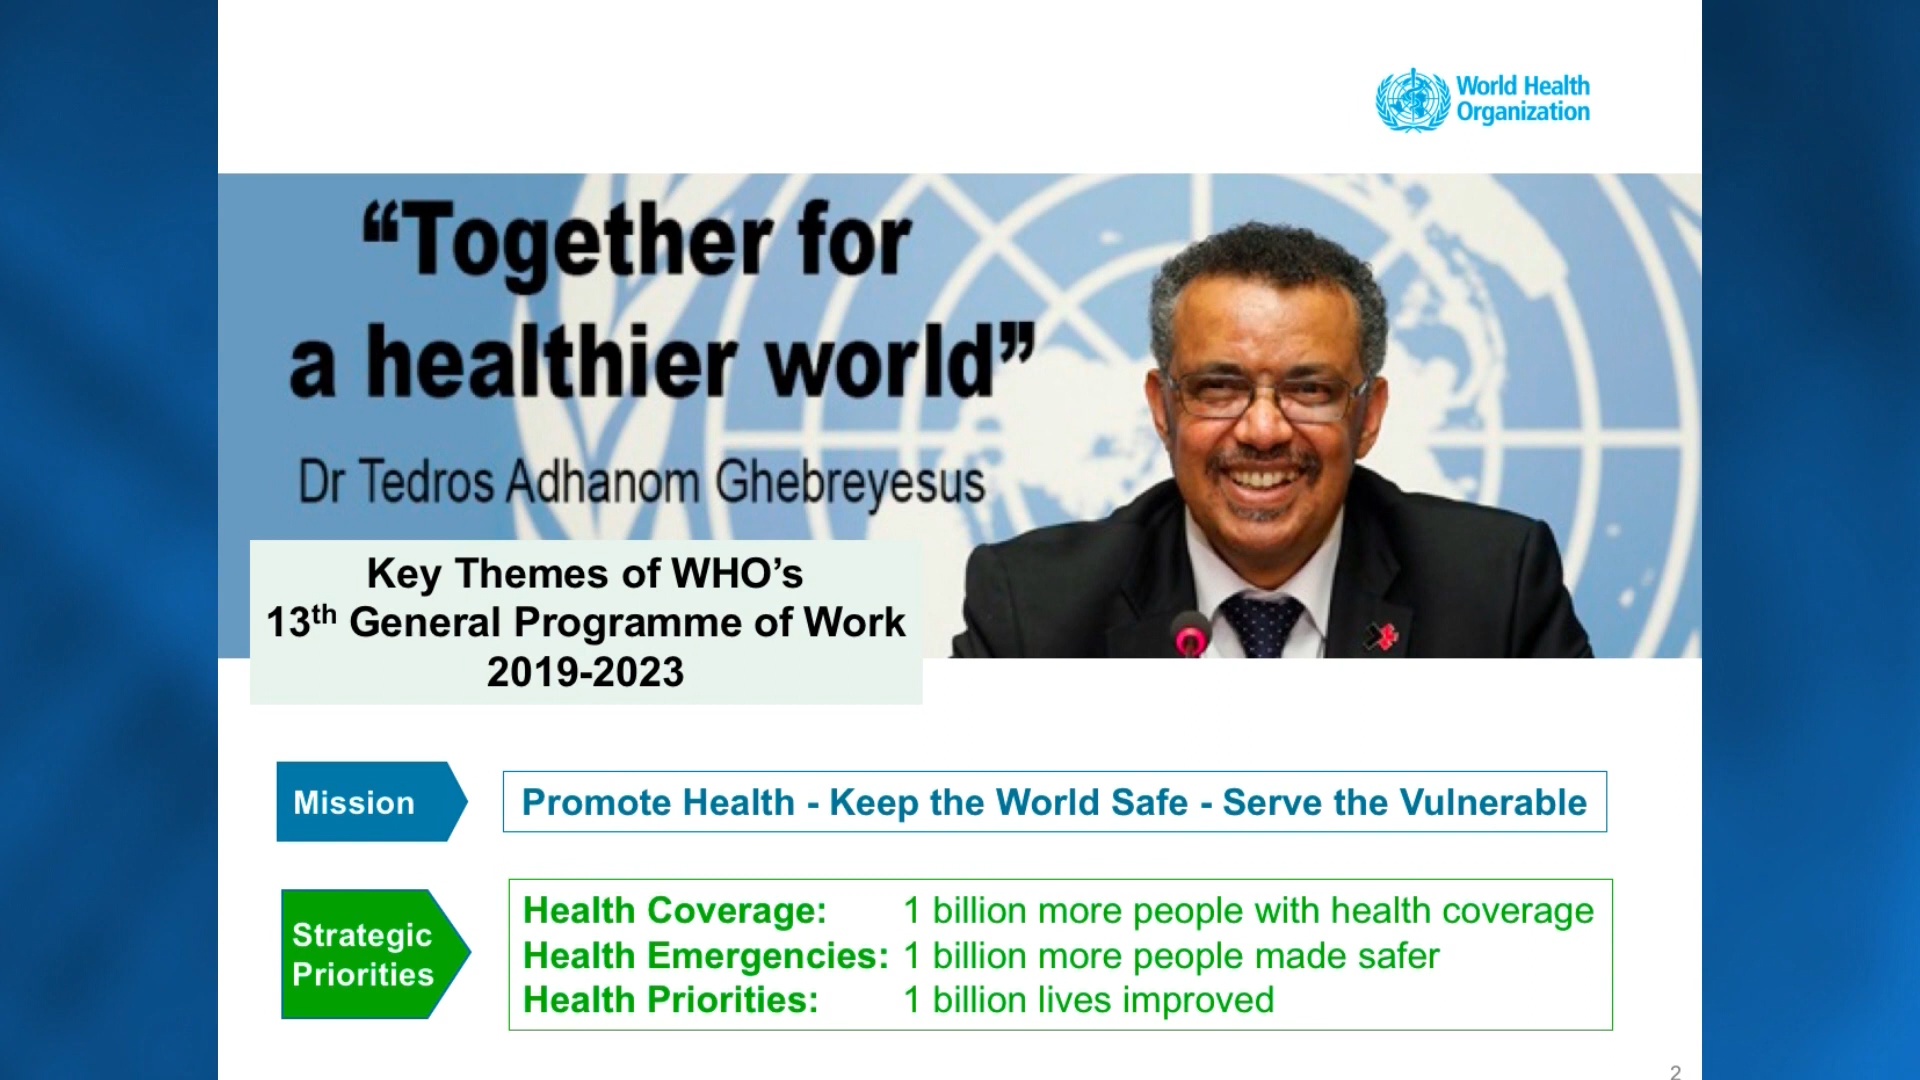 World Health
Organization
“Together for
a healthier world”
Dr Tedros Adhanom Ghebreyesus
Key Themes of WHO’s
13th General Programme of Work
2019-2023
Mission
Promote Health - Keep the World Safe - Serve the Vulnerable
Strategic
Priorities
Health Coverage: 1 billion more people with health coverage
Health Emergencies: 1 billion more people made safer
Health Priorities: 1 billion lives improved
2